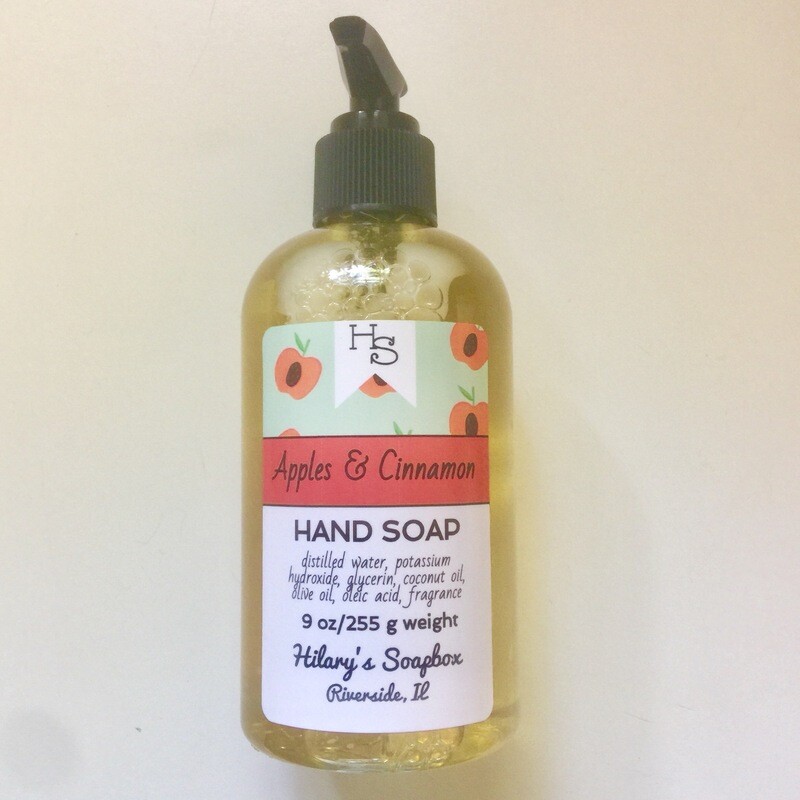 HS
Apples & Cinnamon
HAND SOAP
distilled water, potassium
hydroxide, glycerin, coconut oil,
olive oil, oleic acid, fragrance
9 oz/255 g weight
Hilary's Soapbox
Riverside, Il